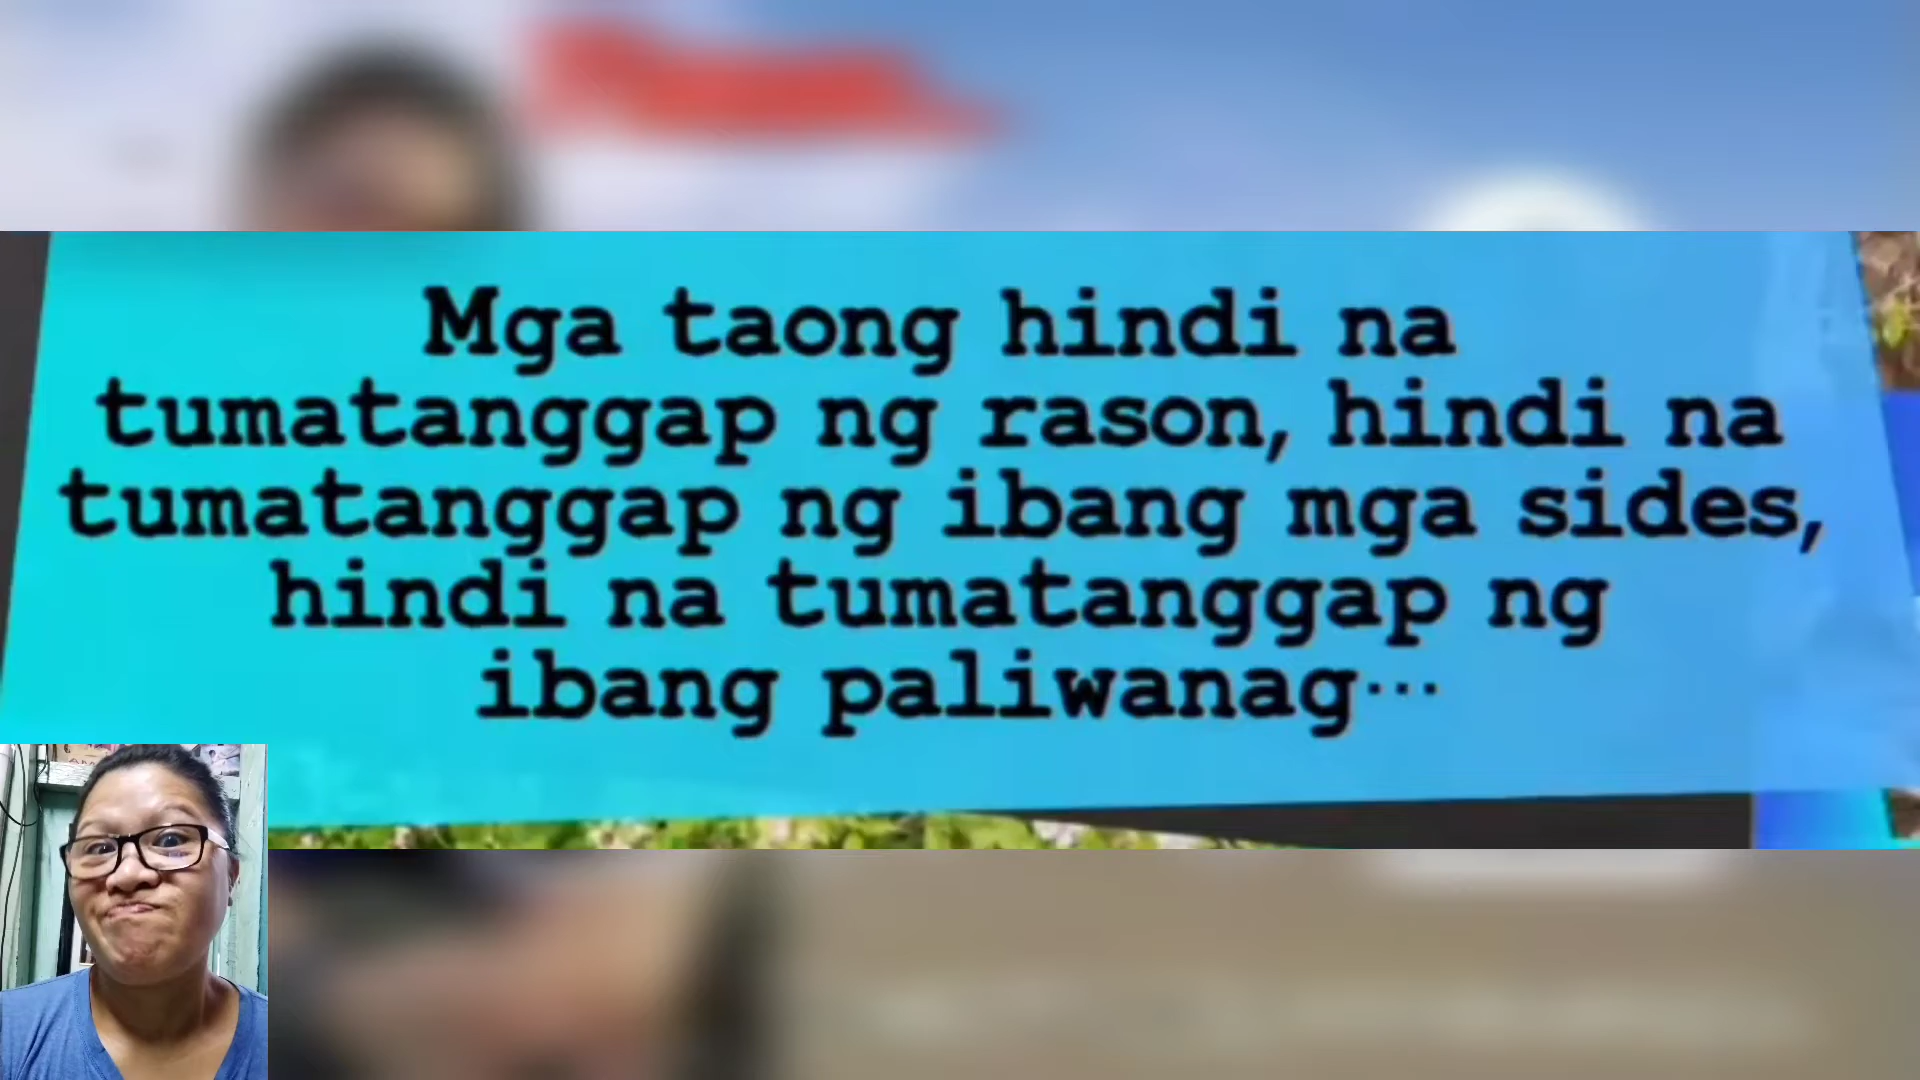 Mga taong hindi na
tumatanggap ng rason, hindi na
tumatanggap ng ibang mga sides,
hindi na tumatanggap ng
ibang paliwanag...